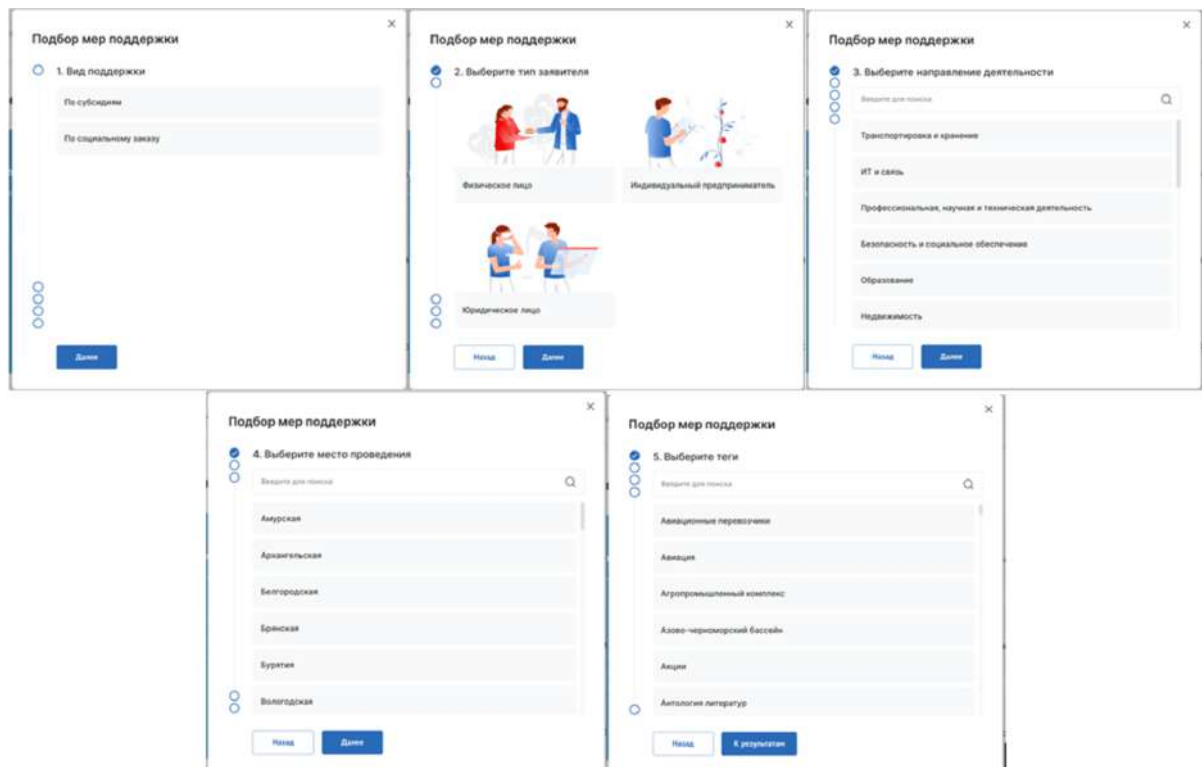 Подбор мер поддержки
1. Вид поддержки
По субсидиям
По социальному заказу
Далее
Подбор мер поддержки
2. Выберите тип заявителя
Физическое лицо
Индивидуальный предприниматель
Юридическое лицо
Назад
Далее
Подбор мер поддержки
3. Выберите направление деятельности
Введите для поиска
Транспортировка и хранение
ИТ и связь
Профессиональная, научная и техническая деятельность
Безопасность и социальное обеспечение
Образование
Недвижимость
Назад
Далее
Подбор мер поддержки
4. Выберите место проведения
Введите для поиска
Амурская
Архангельская
Белгородская
Брянская
Бурятия
Вологодская
Назад
Далее
Подбор мер поддержки
5. Выберите теги
Введите для поиска
Авиационные перевозчики
Авиация
Агропромышленный комплекс
Азово-черноморский бассейн
Акции
Антология литератур
Назад
К результатам